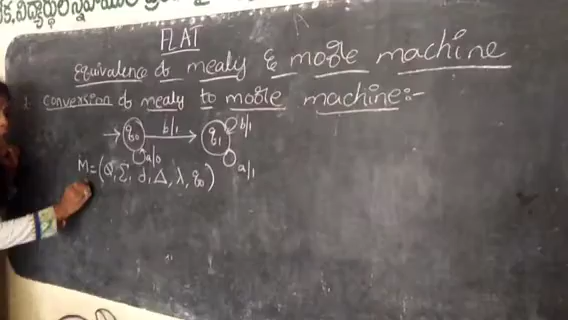 క, విద్యార్థుల
FLAT
Equivalence of mealy & moore machine
1. conversion of mealy to moore machine:-
q0 b/1 q1 b/1
a/0 a/1
M=(Q, Σ, d, Δ, λ, q0)